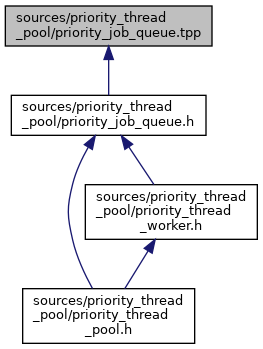 sources/priority_thread
_pool/priority_job_queue.tpp
sources/priority_thread
_pool/priority_job_queue.h
sources/priority_thread
_pool/priority_thread
_worker.h
sources/priority_thread
_pool/priority_thread
_pool.h